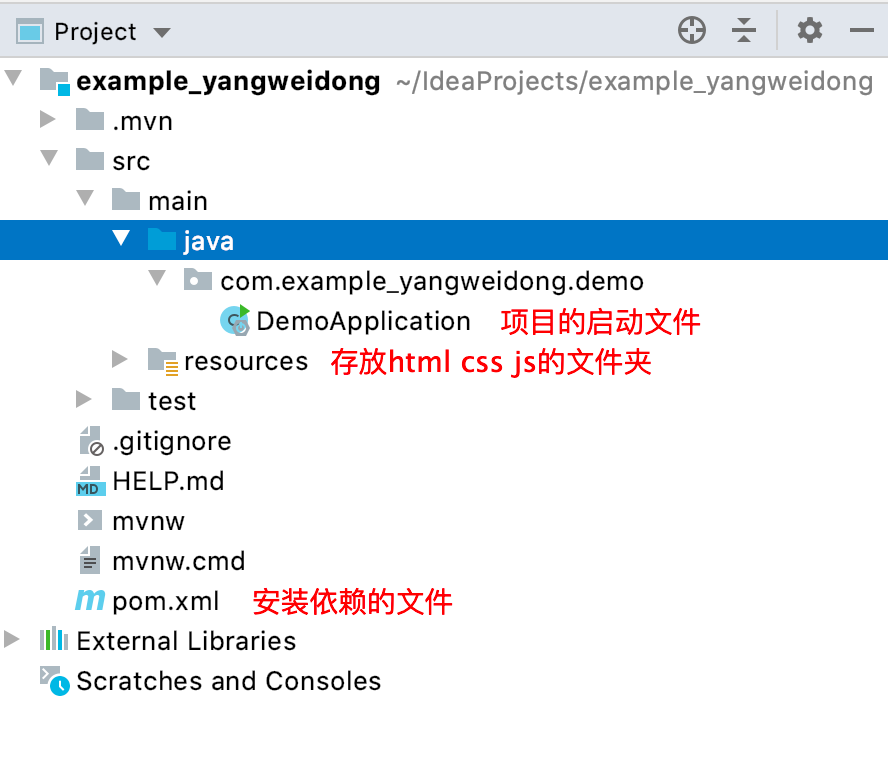 Project
example_yangweidong ~/IdeaProjects/example_yangweidong
.mvn
src
main
java
com.example_yangweidong.demo
DemoApplication 项目的启动文件
resources 存放html css js的文件夹
test
.gitignore
HELP.md
mvnw
mvnw.cmd
pom.xml 安装依赖的文件
External Libraries
Scratches and Consoles